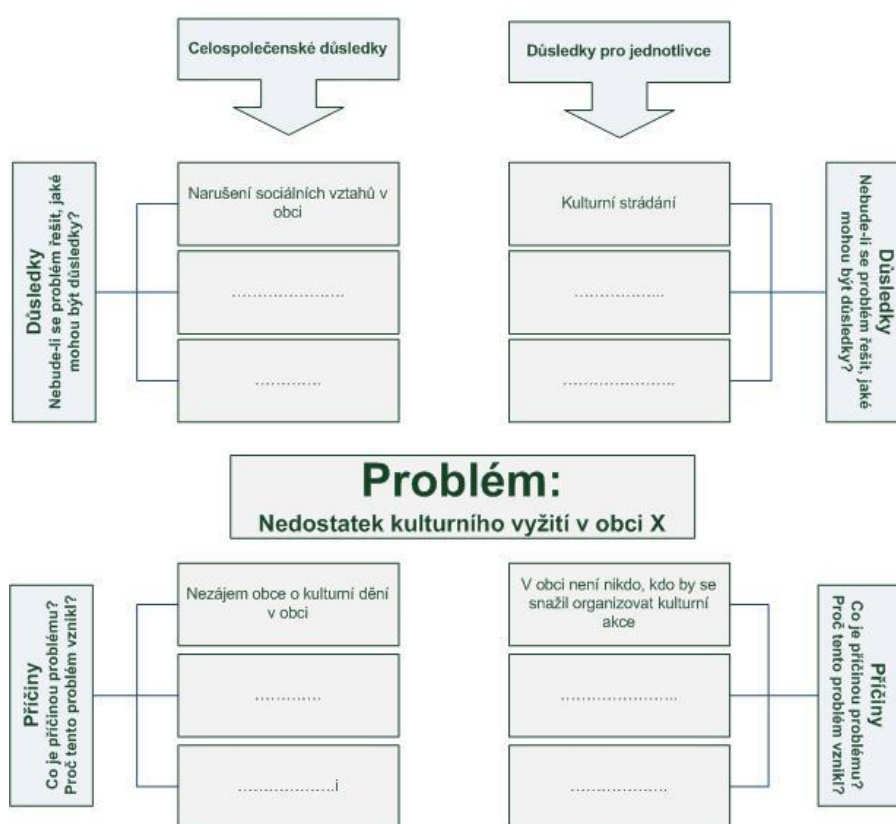 Celospolečenské důsledky
Důsledky pro jednotlivce
Důsledky
Nebude-li se problém řešit, jaké
mohou být důsledky?
Narušení sociálních vztahů v
obci
…………………
………….
Kulturní strádání
……………..
………………...
Důsledky
Nebude-li se problém řešit, jaké
mohou být důsledky?
Problém:
Nedostatek kulturního vyžití v obci X
Příčiny
Co je příčinou problému?
Proč tento problém vznikl?
Nezájem obce o kulturní dění
v obci
………….
……………….i
V obci není nikdo, kdo by se
snažil organizovat kulturní
akce
………………….
………………
Příčiny
Co je příčinou problému?
Proč tento problém vznikl?